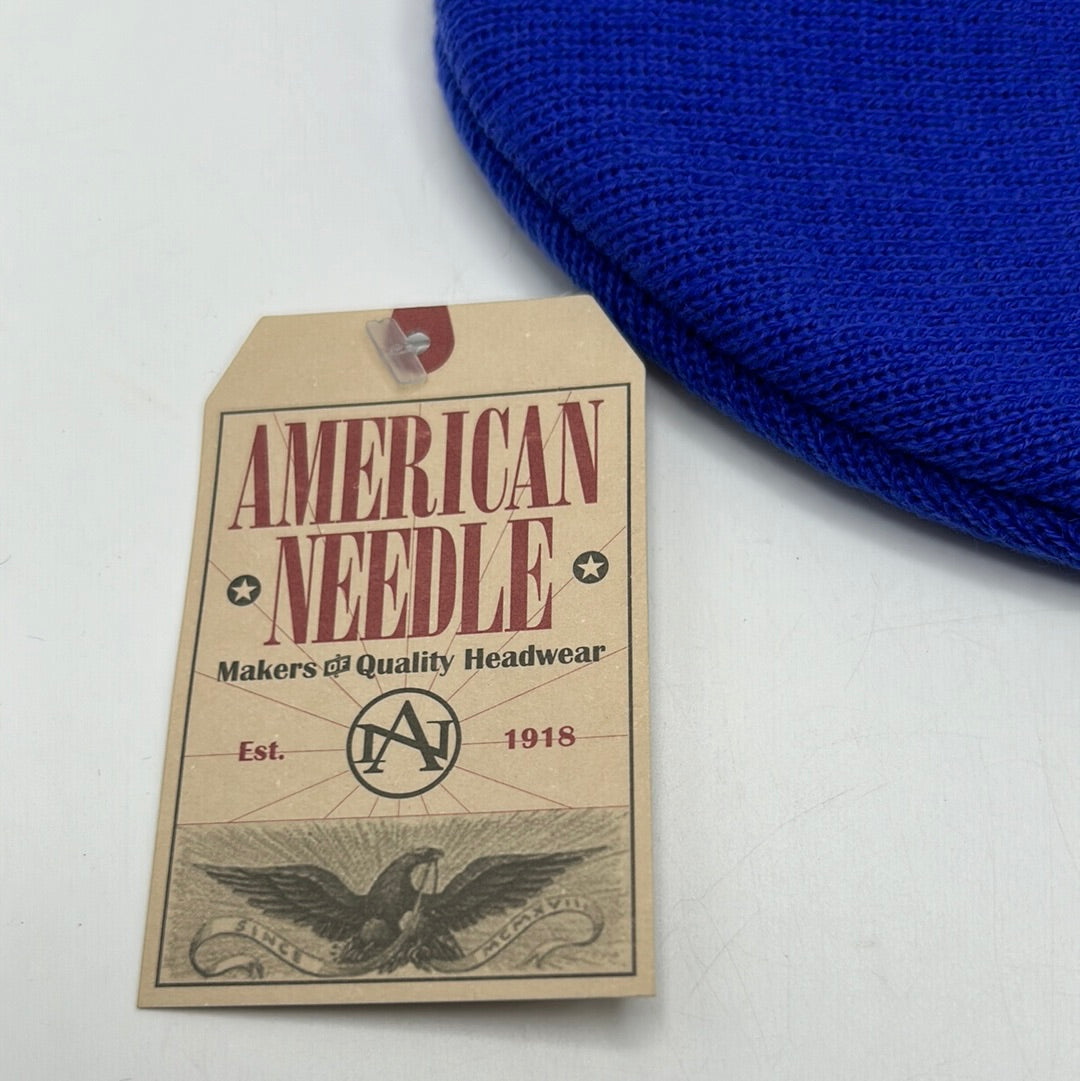 AMERICAN
NEEDLE
Makers OF Quality Headwear
Est. 1918
AN
SINCE MCMXVIII